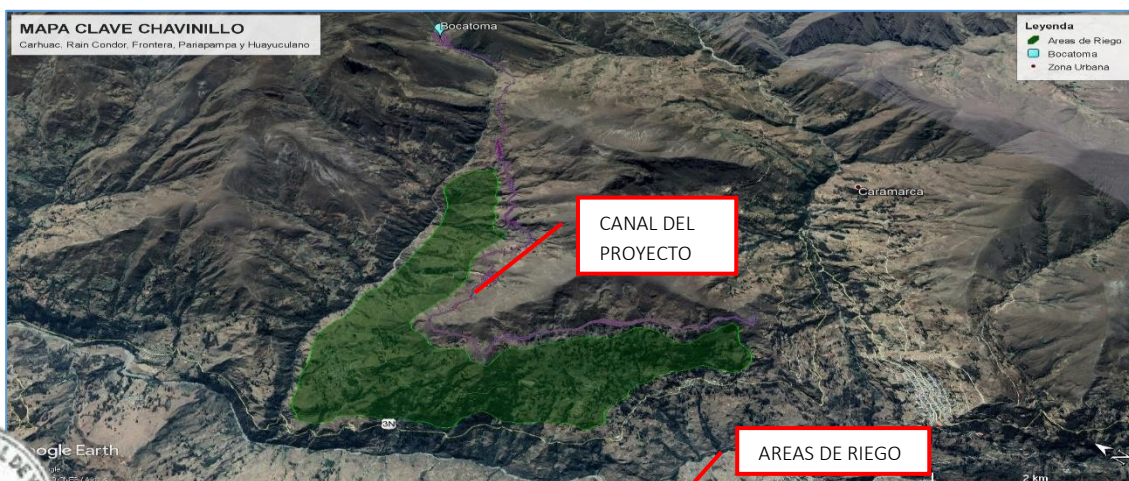 MAPA CLAVE CHAVINILLO
Carhuac, Rain Condor, Frontera, Pariapampa y Huayuculano
Bocatoma
Leyenda
Areas de Riego
Bocatoma
Zona Urbana
Caramarca
CANAL DEL
PROYECTO
3N
AREAS DE RIEGO
ogle Earth
2 km